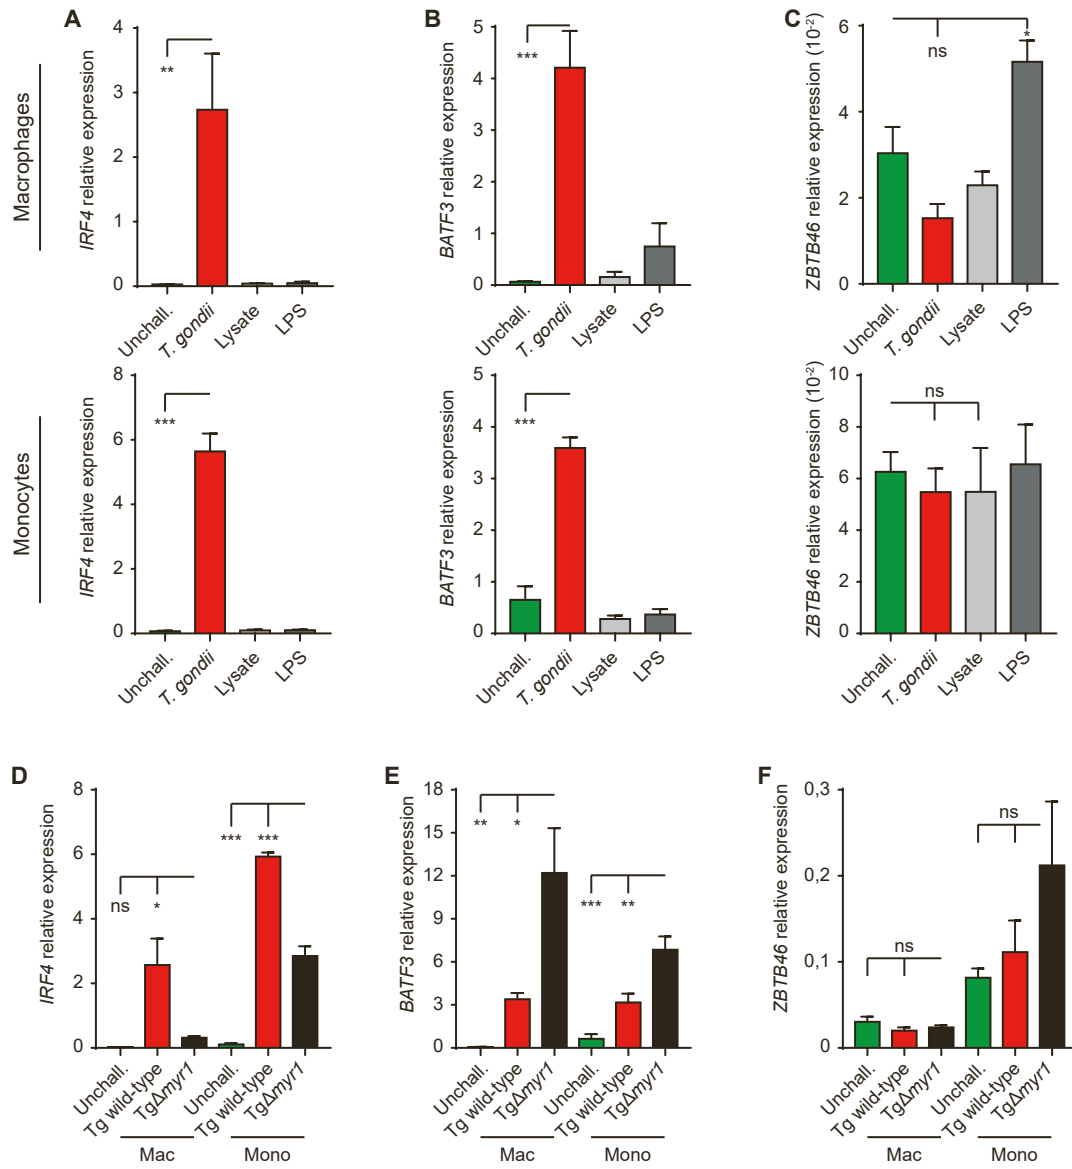 A
B
C
Macrophages
IRF4 relative expression
4
3
2
1
0
**
Unchall.
T. gondii
Lysate
LPS
BATF3 relative expression
5
4
3
2
1
0
***
Unchall.
T. gondii
Lysate
LPS
ZBTB46 relative expression (10-2)
6
4
2
0
ns
*
Unchall.
T. gondii
Lysate
LPS
Monocytes
IRF4 relative expression
8
6
4
2
0
***
Unchall.
T. gondii
Lysate
LPS
BATF3 relative expression
5
4
3
2
1
0
***
Unchall.
T. gondii
Lysate
LPS
ZBTB46 relative expression (10-2)
10
8
6
4
2
0
ns
Unchall.
T. gondii
Lysate
LPS
D
IRF4 relative expression
8
6
4
2
0
ns
*
***
***
Unchall.
Tg wild-type
TgΔmyr1
Unchall.
Tg wild-type
TgΔmyr1
Mac
Mono
E
BATF3 relative expression
18
15
12
9
6
3
0
**
*
***
**
Unchall.
Tg wild-type
TgΔmyr1
Unchall.
Tg wild-type
TgΔmyr1
Mac
Mono
F
ZBTB46 relative expression
0,3
0,2
0,1
0
ns
ns
Unchall.
Tg wild-type
TgΔmyr1
Unchall.
Tg wild-type
TgΔmyr1
Mac
Mono